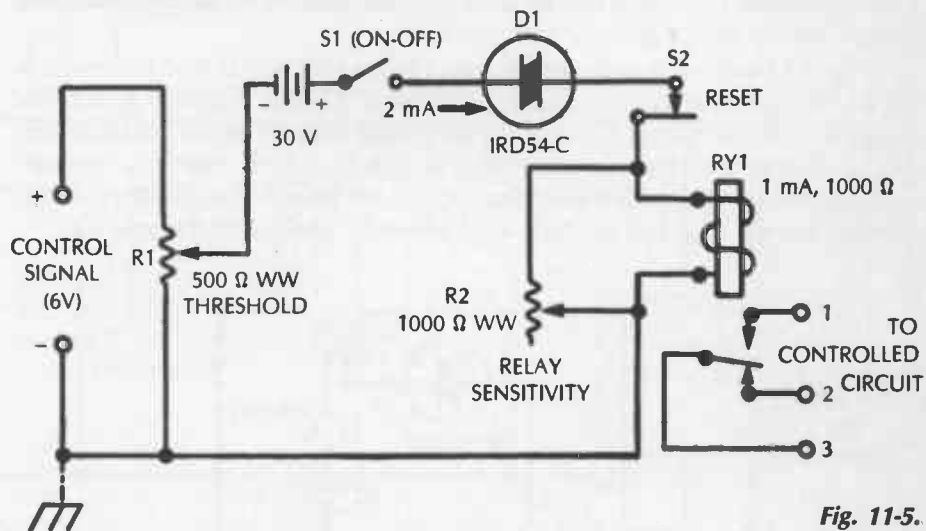 D1
S1 (ON-OFF)
S2
RESET
− +
30 V
2 mA
IRD54-C
RY1
1 mA, 1000 Ω
+
CONTROL
SIGNAL
(6V)
−
R1
500 Ω WW
THRESHOLD
R2
1000 Ω WW
RELAY
SENSITIVITY
1
TO
CONTROLLED
CIRCUIT
2
3
Fig. 11-5.